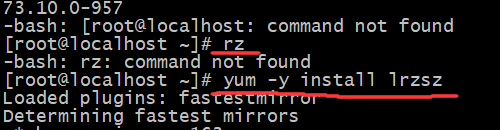 73.10.0-957
-bash: [root@localhost: command not found
[root@localhost ~]# rz
-bash: rz: command not found
[root@localhost ~]# yum -y install lrzsz
Loaded plugins: fastestmirror
Determining fastest mirrors